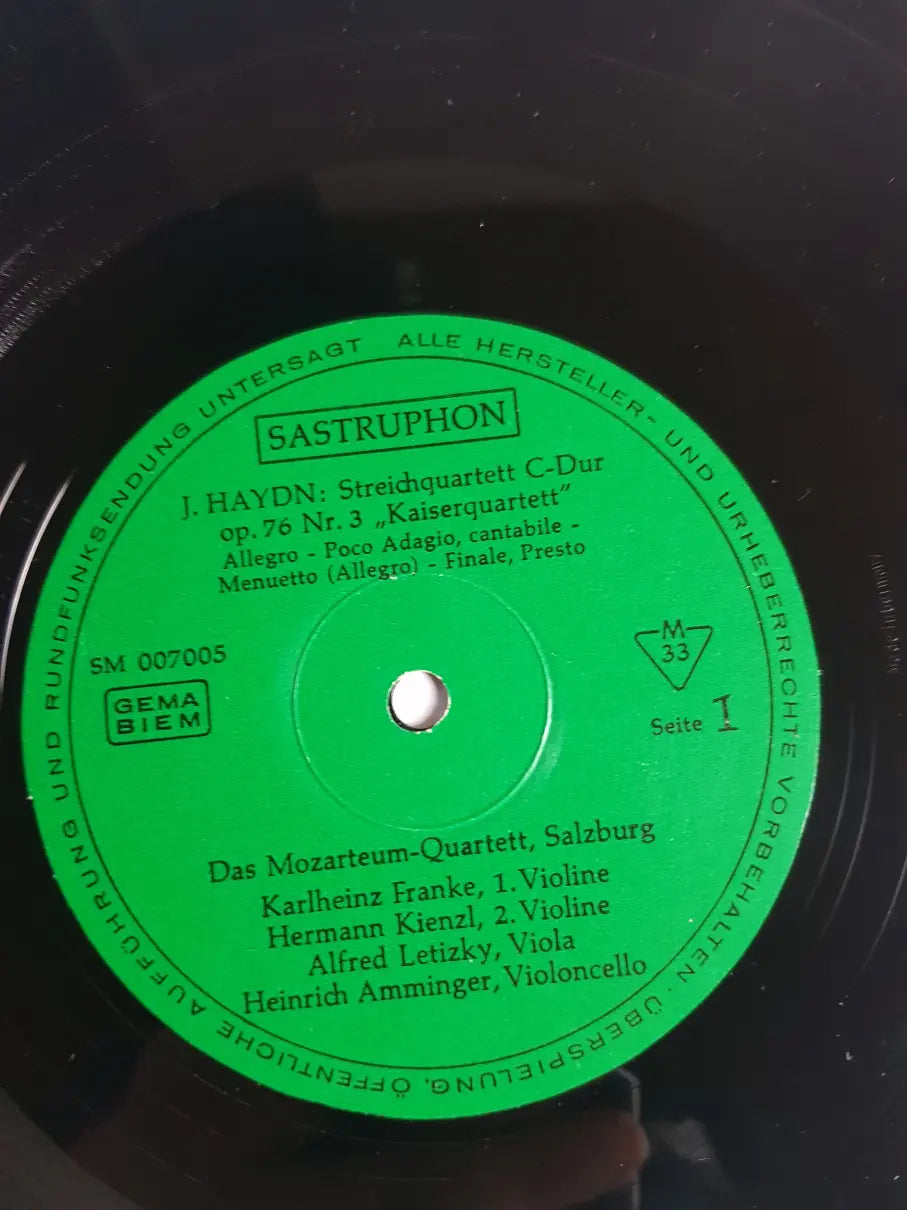 ALLE HERSTELLER- UND URHEBERRECHTE VORBEHALTEN · ÜBERSPIELUNG, ÖFFENTLICHE AUFFÜHRUNG UND RUNDFUNKSENDUNG UNTERSAGT
SASTRUPHON
J. HAYDN: Streichquartett C-Dur
op. 76 Nr. 3 „Kaiserquartett"
Allegro - Poco Adagio, cantabile -
Menuetto (Allegro) - Finale, Presto
SM 007005
GEMA
BIEM
M
33
Seite 1
Das Mozarteum-Quartett, Salzburg
Karlheinz Franke, 1. Violine
Hermann Kienzl, 2. Violine
Alfred Letizky, Viola
Heinrich Amminger, Violoncello